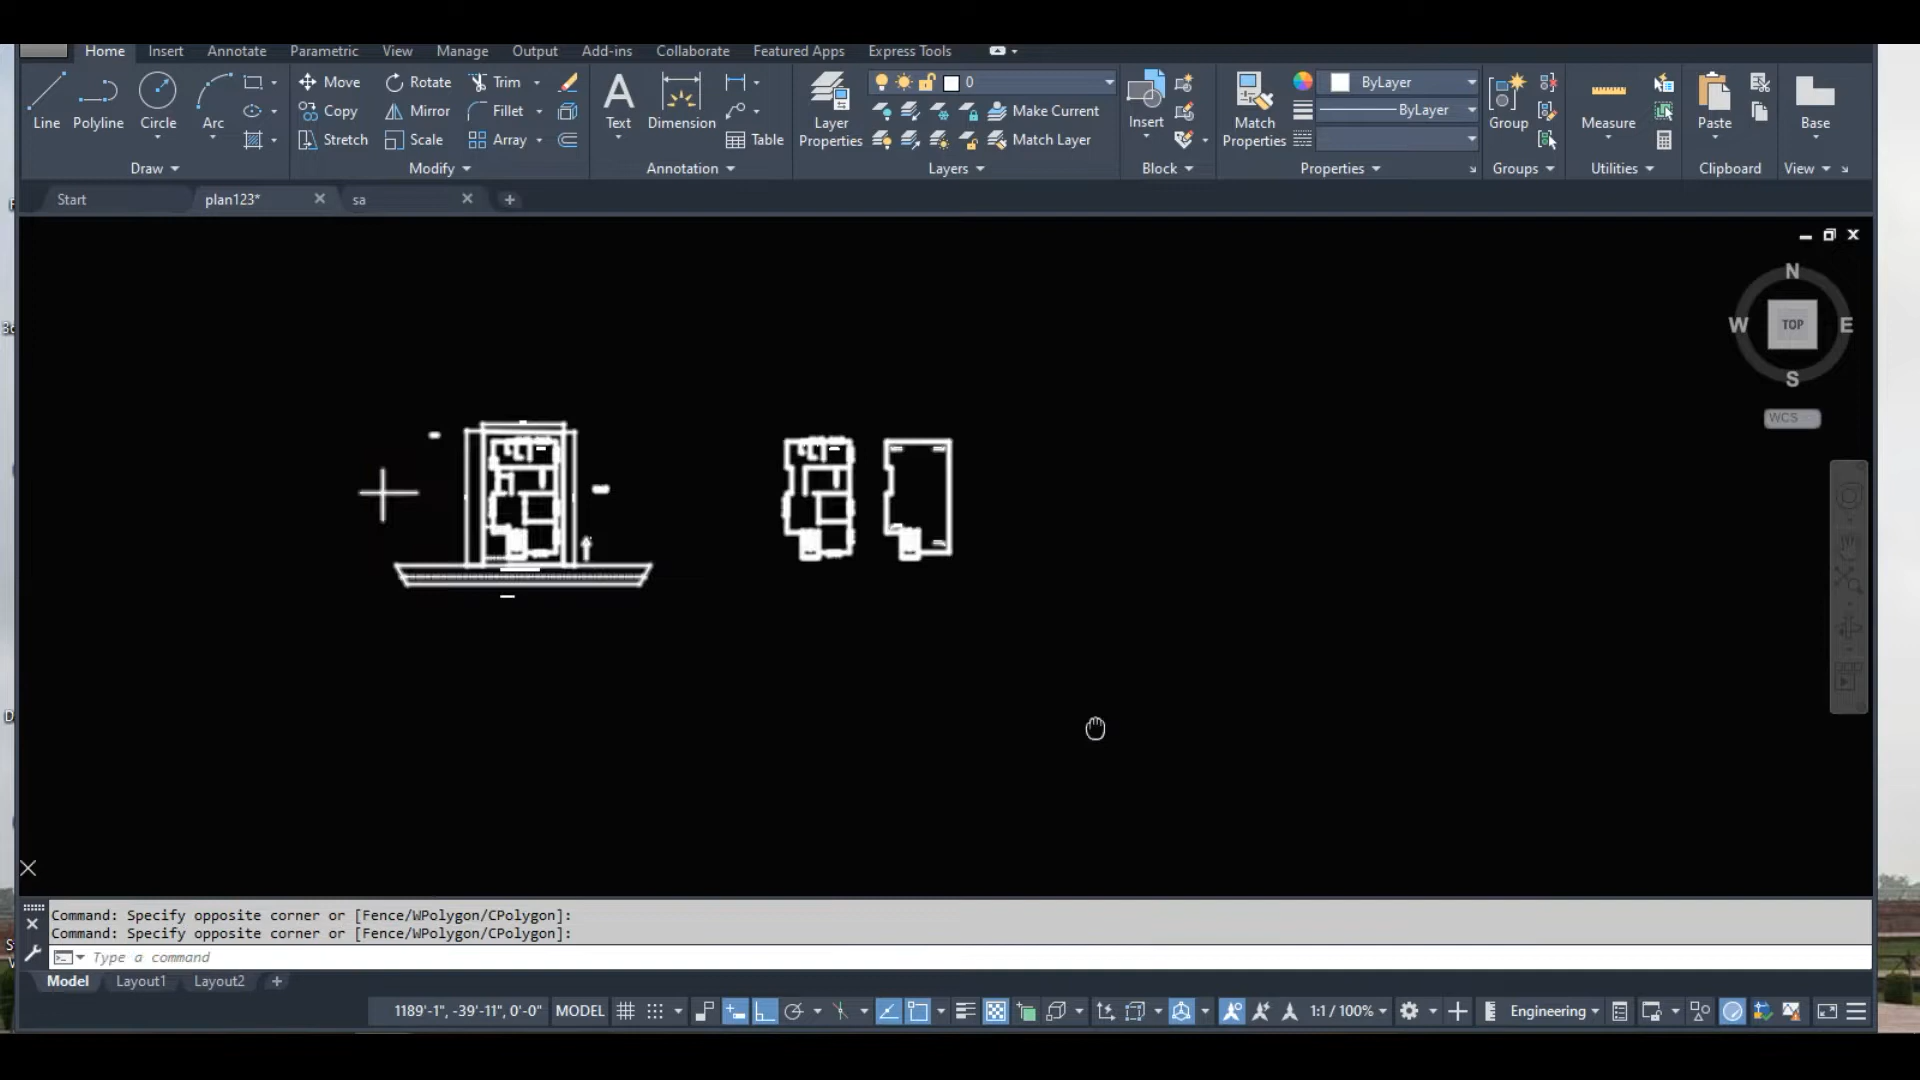 Home Insert Annotate Parametric View Manage Output Add-ins Collaborate Featured Apps Express Tools
Line
Polyline
Circle
Arc
Draw
Move
Rotate
Trim
Copy
Mirror
Fillet
Stretch
Scale
Array
Modify
Text
Dimension
Table
Annotation
Layer
Properties
0
Make Current
Match Layer
Layers
Insert
Block
Match
Properties
ByLayer
ByLayer
Properties
Group
Groups
Measure
Utilities
Paste
Clipboard
Base
View
Start
plan123*
sa
N
W
TOP
E
S
WCS
Command: Specify opposite corner or [Fence/WPolygon/CPolygon]:
Command: Specify opposite corner or [Fence/WPolygon/CPolygon]:
Type a command
Model Layout1 Layout2
1189'-1", -39'-11", 0'-0" MODEL 1:1 / 100% Engineering